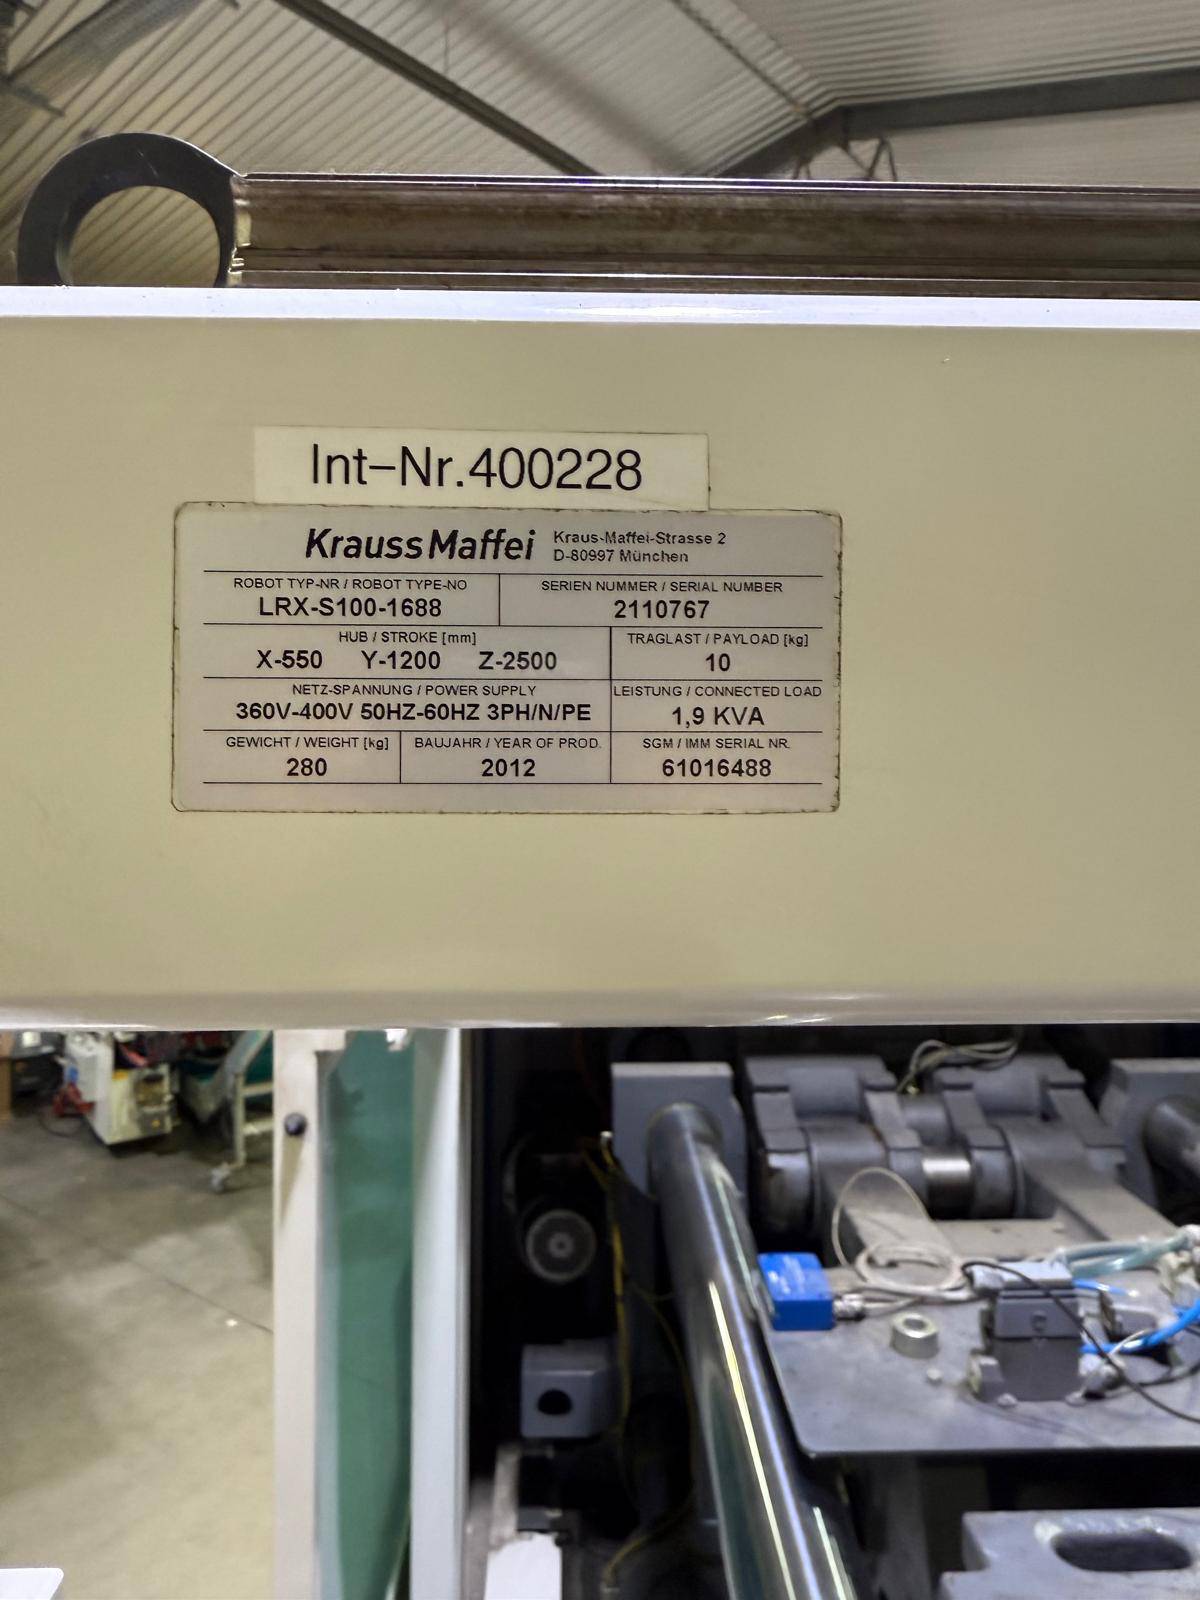 Int-Nr.400228
Krauss Maffei
Kraus-Maffei-Strasse 2
D-80997 München
ROBOT TYP-NR / ROBOT TYPE-NO
LRX-S100-1688
SERIEN NUMMER / SERIAL NUMBER
2110767
HUB / STROKE [mm]
X-550 Y-1200 Z-2500
TRAGLAST / PAYLOAD [kg]
10
NETZ-SPANNUNG / POWER SUPPLY
360V-400V 50HZ-60HZ 3PH/N/PE
LEISTUNG / CONNECTED LOAD
1,9 KVA
GEWICHT / WEIGHT [kg]
280
BAUJAHR / YEAR OF PROD.
2012
SGM / IMM SERIAL NR.
61016488